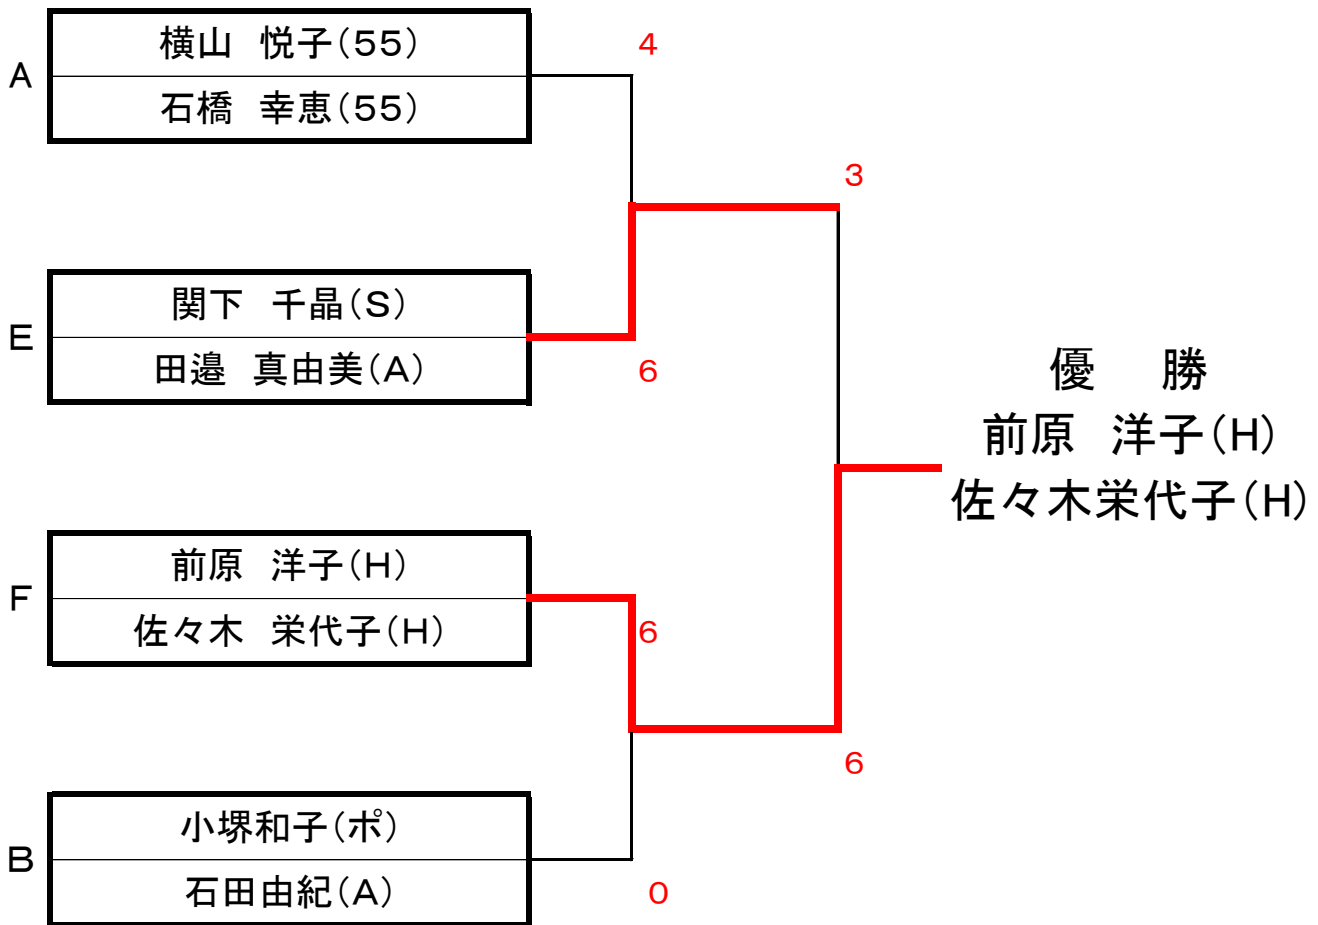 横山　悦子(55)
4
A
石橋　幸恵(55)
3
関下　千晶(S)
E
田邉　真由美(A)
6
優　勝
前原　洋子(H)
佐々木栄代子(H)
前原　洋子(H)
F
佐々木　栄代子(H)
6
6
小堺和子(ポ)
B
石田由紀(A)
0